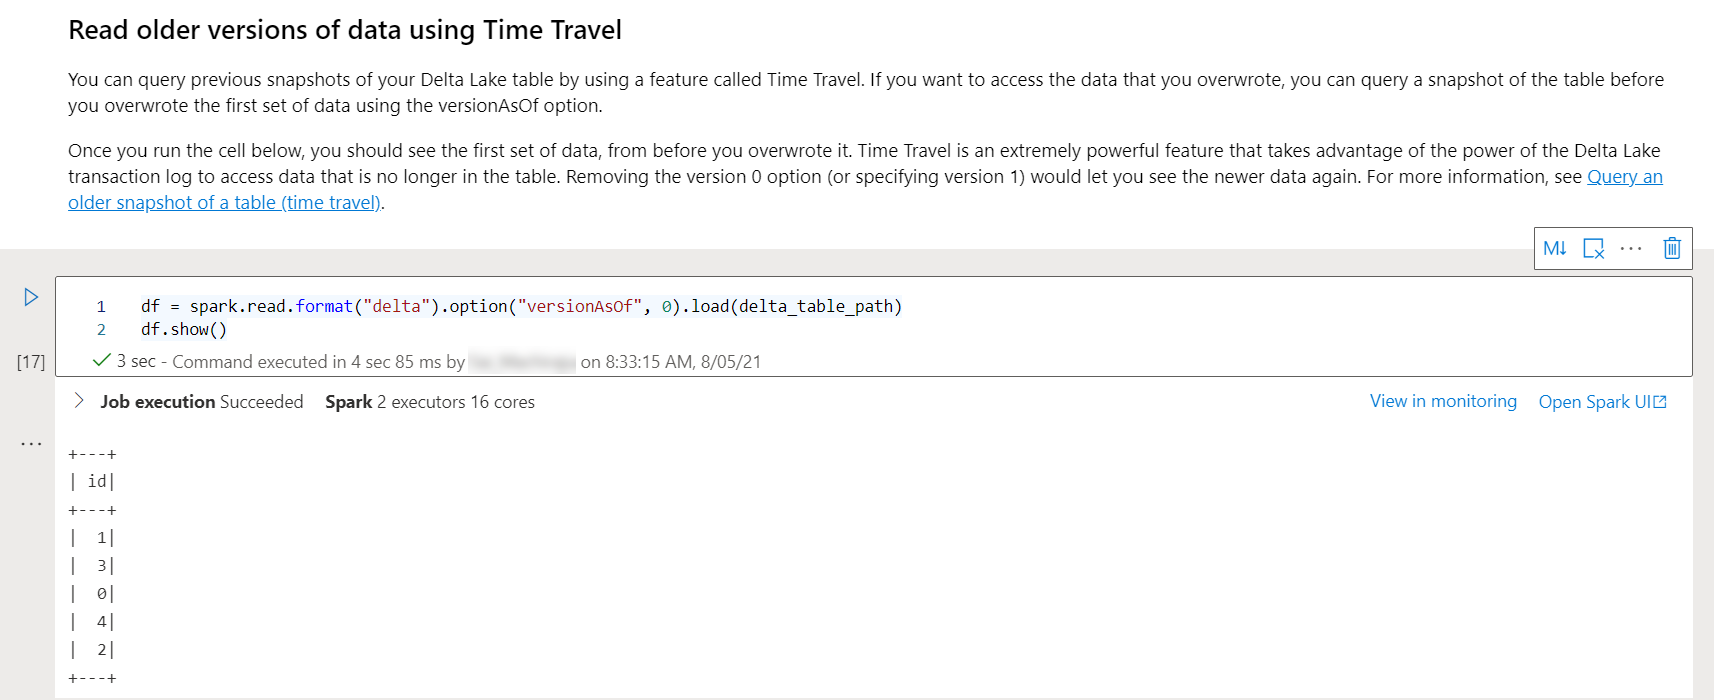 Read older versions of data using Time Travel
You can query previous snapshots of your Delta Lake table by using a feature called Time Travel. If you want to access the data that you overwrote, you can query a snapshot of the table before
you overwrote the first set of data using the versionAsOf option.
Once you run the cell below, you should see the first set of data, from before you overwrote it. Time Travel is an extremely powerful feature that takes advantage of the power of the Delta Lake
transaction log to access data that is no longer in the table. Removing the version 0 option (or specifying version 1) would let you see the newer data again. For more information, see Query an
older snapshot of a table (time travel).
M↓ ···
1 df = spark.read.format("delta").option("versionAsOf", 0).load(delta_table_path)
2 df.show()
[17] 3 sec - Command executed in 4 sec 85 ms by on 8:33:15 AM, 8/05/21
Job execution Succeeded Spark 2 executors 16 cores View in monitoring Open Spark UI
···
+---+
| id|
+---+
|  1|
|  3|
|  0|
|  4|
|  2|
+---+